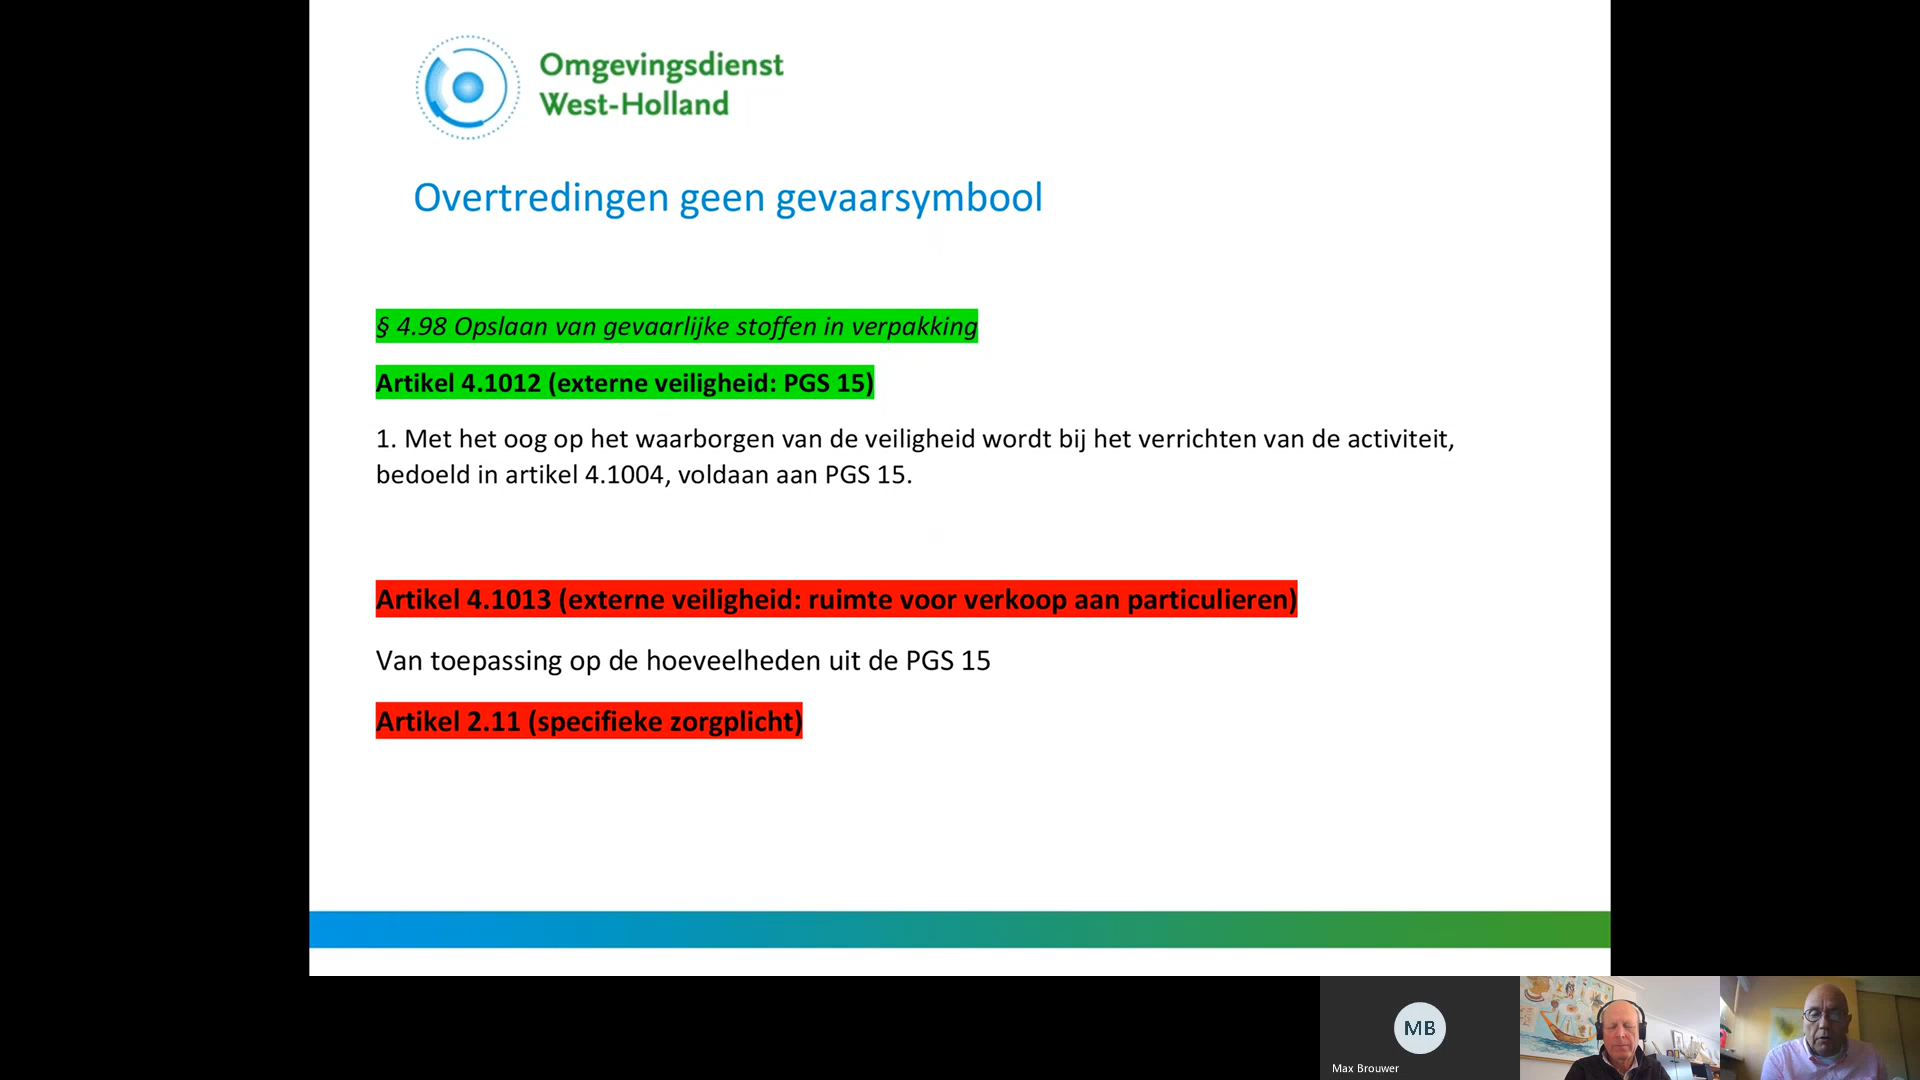 Omgevingsdienst
West-Holland
Overtredingen geen gevaarsymbool
§ 4.98 Opslaan van gevaarlijke stoffen in verpakking
Artikel 4.1012 (externe veiligheid: PGS 15)
1. Met het oog op het waarborgen van de veiligheid wordt bij het verrichten van de activiteit,
bedoeld in artikel 4.1004, voldaan aan PGS 15.
Artikel 4.1013 (externe veiligheid: ruimte voor verkoop aan particulieren)
Van toepassing op de hoeveelheden uit de PGS 15
Artikel 2.11 (specifieke zorgplicht)
MB
Max Brouwer